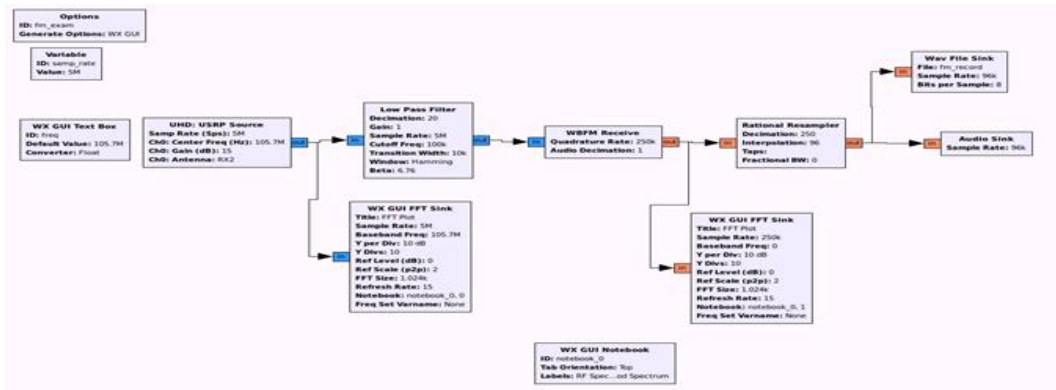 Options
ID: fm_exam
Generate Options: WX GUI
Variable
ID: samp_rate
Value: 5M
WX GUI Text Box
ID: freq
Default Value: 105.7M
Converter: Float
UHD: USRP Source
Samp Rate (Sps): 5M
Ch0: Center Freq (Hz): 105.7M
Ch0: Gain (dB): 15
Ch0: Antenna: RX2
out
in
Low Pass Filter
Decimation: 20
Gain: 1
Sample Rate: 5M
Cutoff Freq: 100k
Transition Width: 10k
Window: Hamming
Beta: 6.76
out
in
WX GUI FFT Sink
Title: FFT Plot
Sample Rate: 5M
Baseband Freq: 105.7M
Y per Div: 10 dB
Y Divs: 10
Ref Level (dB): 0
Ref Scale (p2p): 2
FFT Size: 1.024k
Refresh Rate: 15
Notebook: notebook_0, 0
Freq Set Varname: None
in
WBFM Receive
Quadrature Rate: 250k
Audio Decimation: 1
out
in
Rational Resampler
Decimation: 250
Interpolation: 96
Taps:
Fractional BW: 0
out
in
WX GUI FFT Sink
Title: FFT Plot
Sample Rate: 250k
Baseband Freq: 0
Y per Div: 10 dB
Y Divs: 10
Ref Level (dB): 0
Ref Scale (p2p): 2
FFT Size: 1.024k
Refresh Rate: 15
Notebook: notebook_0, 1
Freq Set Varname: None
in
Wav File Sink
File: fm_record
Sample Rate: 96k
Bits per Sample: 8
in
Audio Sink
Sample Rate: 96k
WX GUI Notebook
ID: notebook_0
Tab Orientation: Top
Labels: RF Spec...od Spectrum